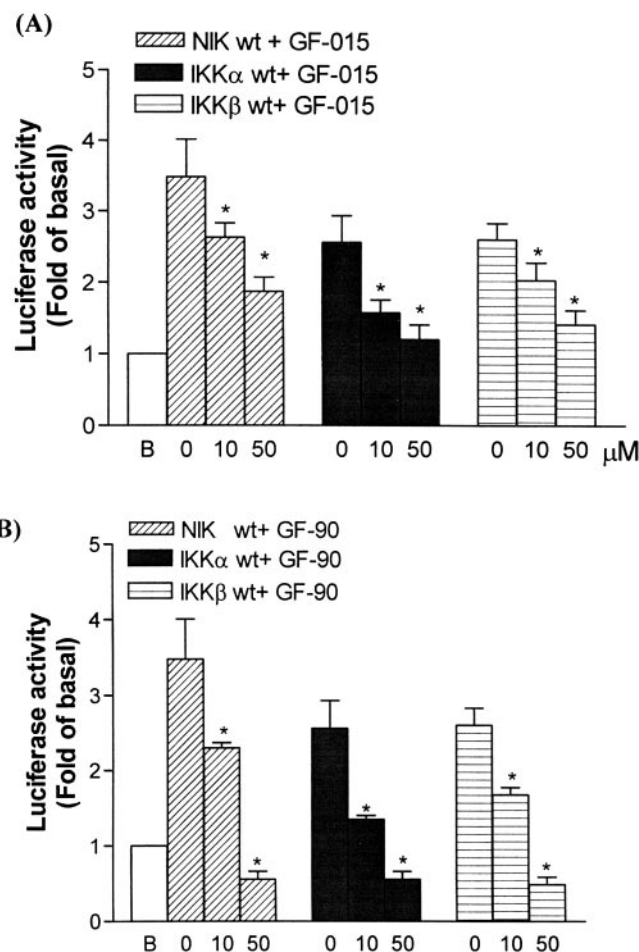 (A)
NIK wt + GF-015
IKKα wt+ GF-015
IKKβ wt+ GF-015
Luciferase activity
(Fold of basal)
5
4
3
2
1
0
B 0 10 50 0 10 50 0 10 50 μM
* * * * * *
B)
NIK wt+ GF-90
IKKα wt+ GF-90
IKKβ wt+ GF-90
Luciferase activity
(Fold of basal)
5
4
3
2
1
0
* * * * * *
B 0 10 50 0 10 50 0 10 50